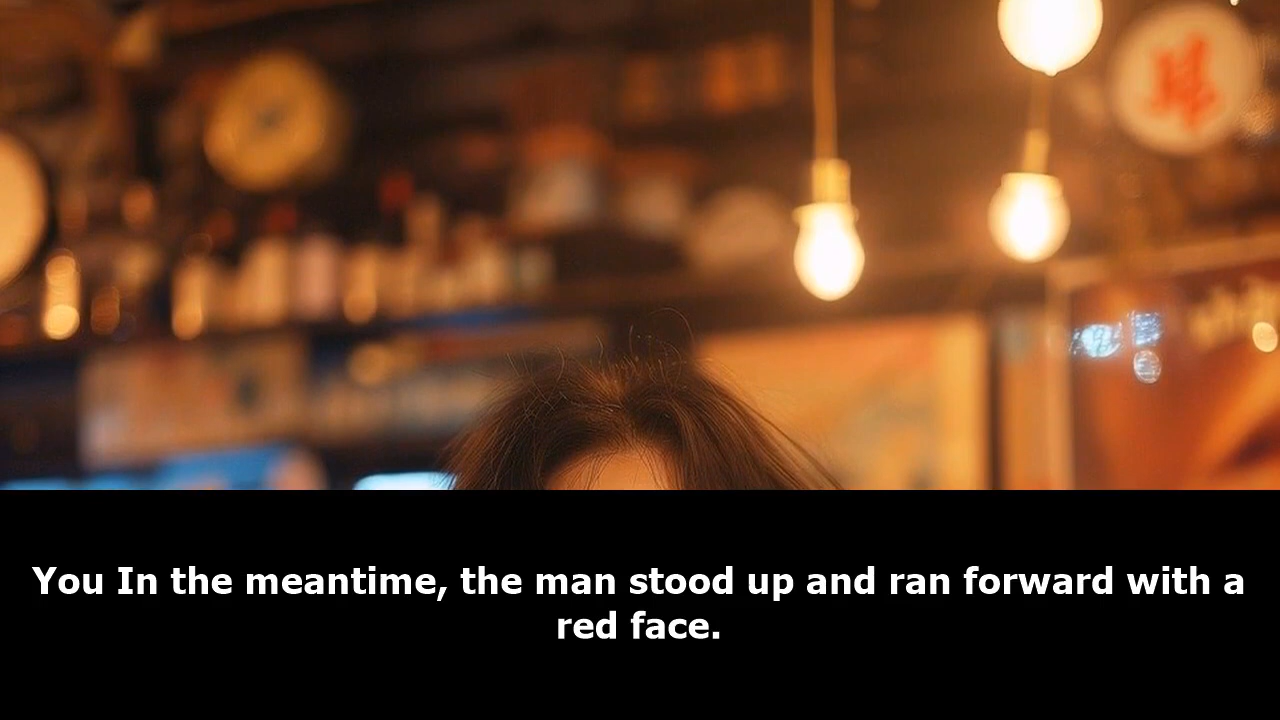 You In the meantime, the man stood up and ran forward with a
red face.